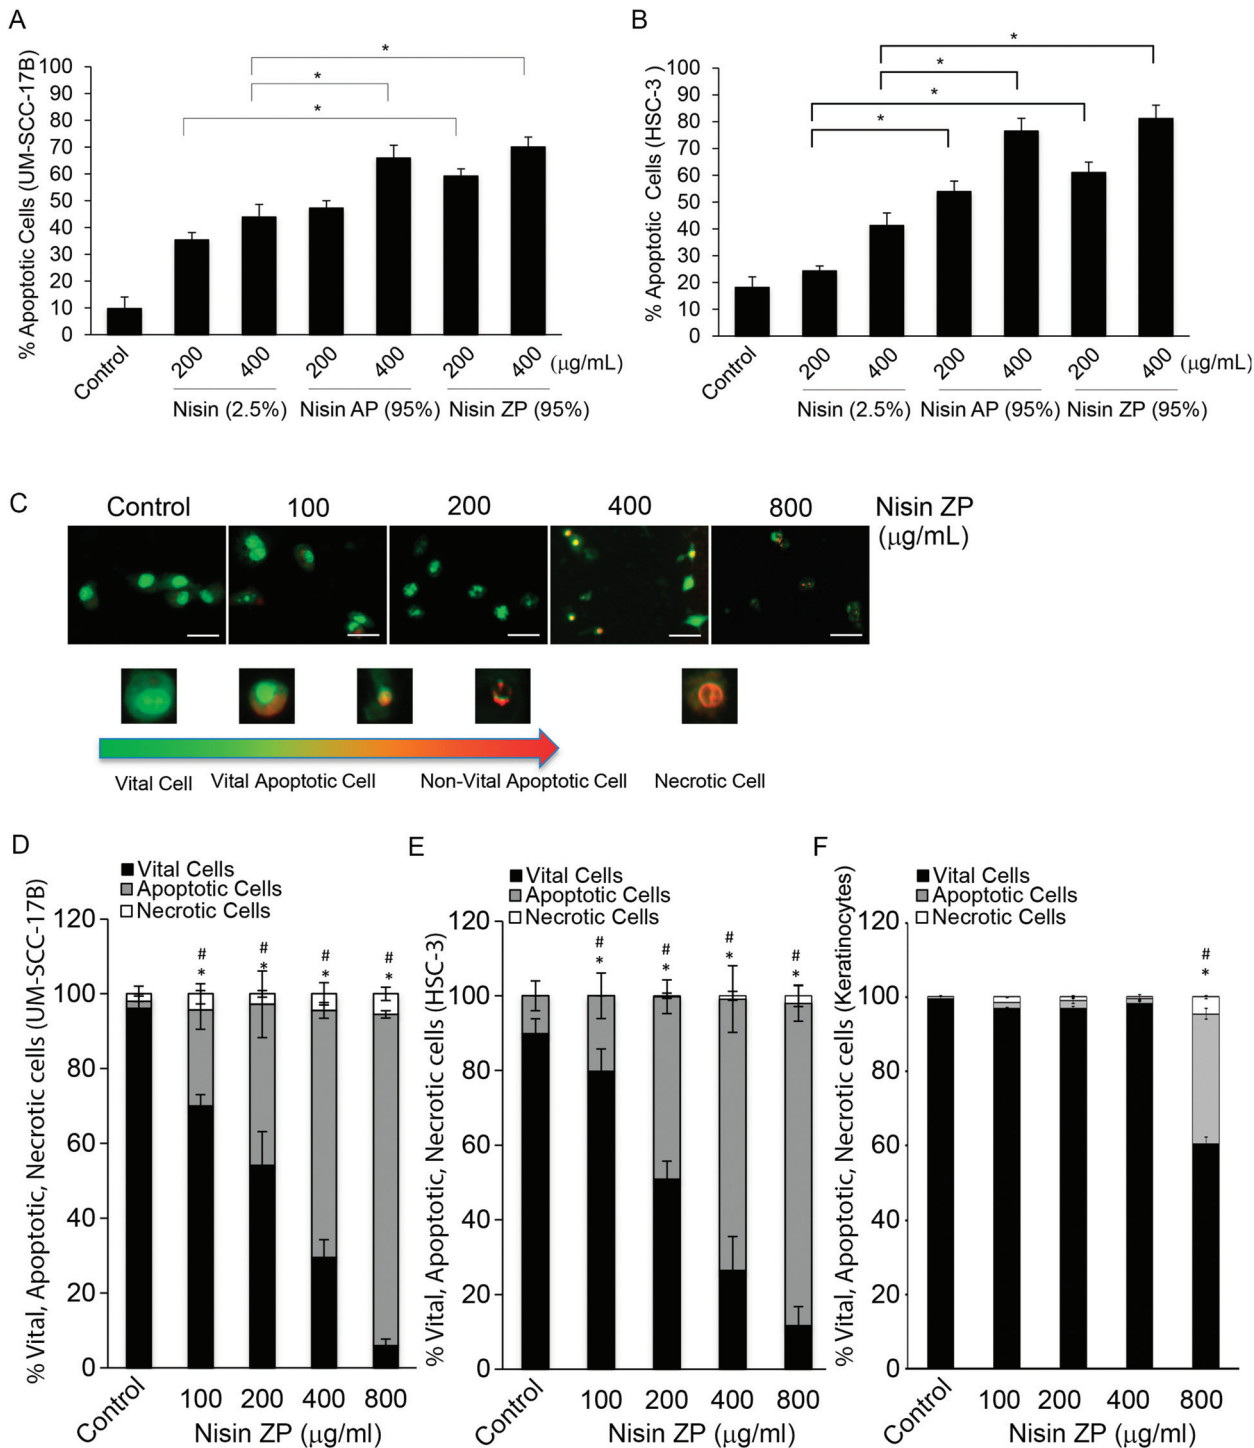 A
% Apoptotic Cells (UM-SCC-17B)
100
90
80
70
60
50
40
30
20
10
0
* * *
Control 200 400 200 400 200 400 (μg/mL)
Nisin (2.5%) Nisin AP (95%) Nisin ZP (95%)
B
% Apoptotic Cells (HSC-3 )
100
90
80
70
60
50
40
30
20
10
0
* * * *
Control 200 400 200 400 200 400 (μg/mL)
Nisin (2.5%) Nisin AP (95%) Nisin ZP (95%)
C
Control 100 200 400 800 Nisin ZP
(μg/mL)
Vital Cell Vital Apoptotic Cell Non-Vital Apoptotic Cell Necrotic Cell
D
Vital Cells
Apoptotic Cells
Necrotic Cells
% Vital, Apoptotic, Necrotic cells (UM-SCC-17B)
120
100
80
60
40
20
0
# # # #
* * * *
Control 100 200 400 800
Nisin ZP (μg/ml)
E
Vital Cells
Apoptotic Cells
Necrotic Cells
% Vital, Apoptotic, Necrotic cells (HSC-3)
120
100
80
60
40
20
0
# # # #
* * * *
Control 100 200 400 800
Nisin ZP (μg/ml)
F
Vital Cells
Apoptotic Cells
Necrotic Cells
% Vital, Apoptotic, Necrotic cells (Keratinocytes)
120
100
80
60
40
20
0
#
*
Control 100 200 400 800
Nisin ZP (μg/ml)